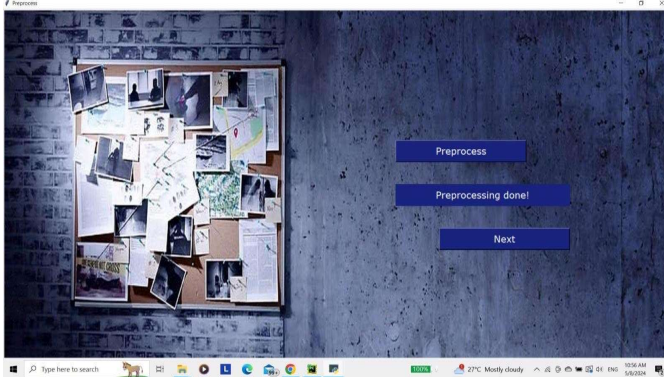 Preprocess
Preprocess
Preprocessing done!
Next
Type here to search
99+
100%
27°C Mostly cloudy
ENG
10:56 AM
5/8/2024